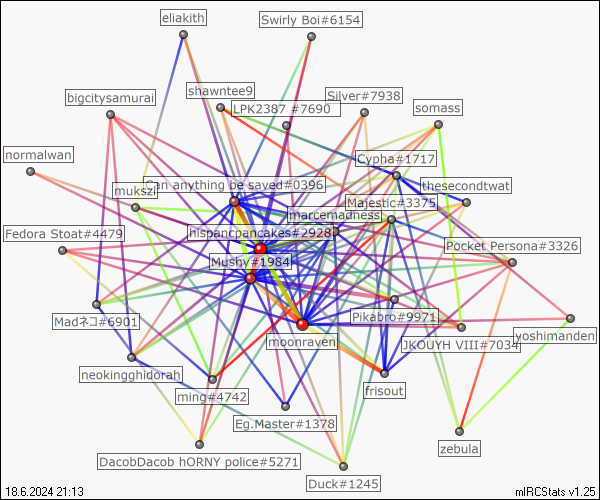 eliakith
Swirly Boi#6154
shawntee9
Silver#7938
bigcitysamurai
LPK2387 #7690
somass
normalwan
Cypha#1717
Can anything be saved#0396
thesecondtwat
mukszi
Majestic#3375
marcemadness
Fedora Stoat#4479
hispancpancakes#2928
Pocket Persona#3326
Mushy#1984
Madネコ#6901
Pikabro#9971
yoshimanden
moonraven
JKOUYH VIII#7034
neokingghidorah
frisout
ming#4742
Eg.Master#1378
zebula
DacobDacob hORNY police#5271
Duck#1245
18.6.2024 21:13
mIRCStats v1.25